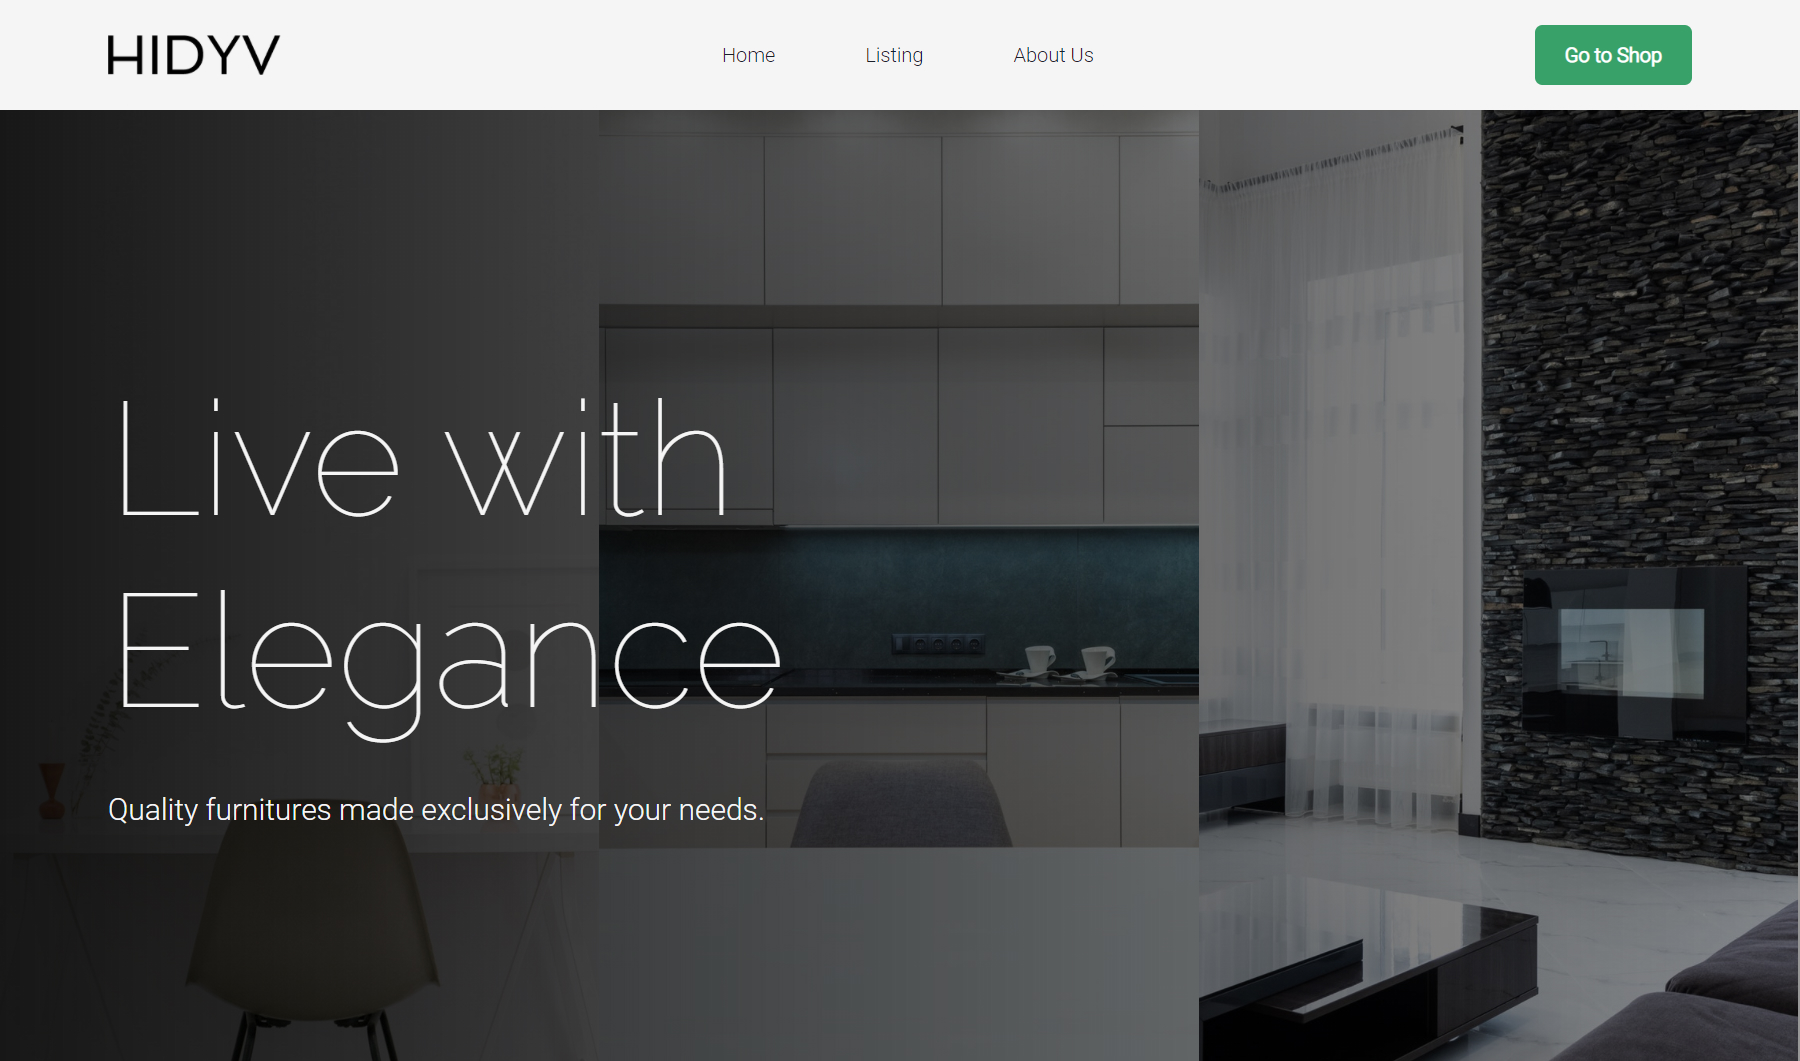 HIDYV
Home
Listing
About Us
Go to Shop
Live with
Elegance
Quality furnitures made exclusively for your needs.